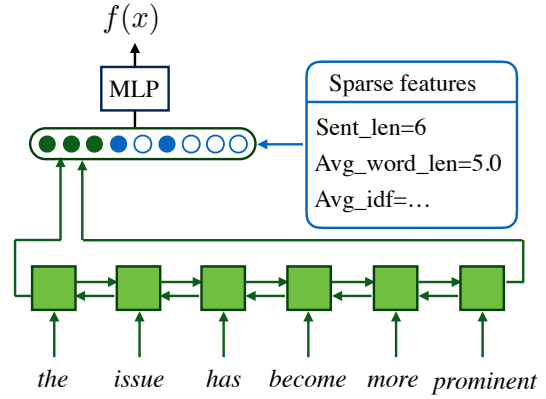 f(x)
MLP
Sparse features
Sent_len=6
Avg_word_len=5.0
Avg_idf=…
the issue has become more prominent